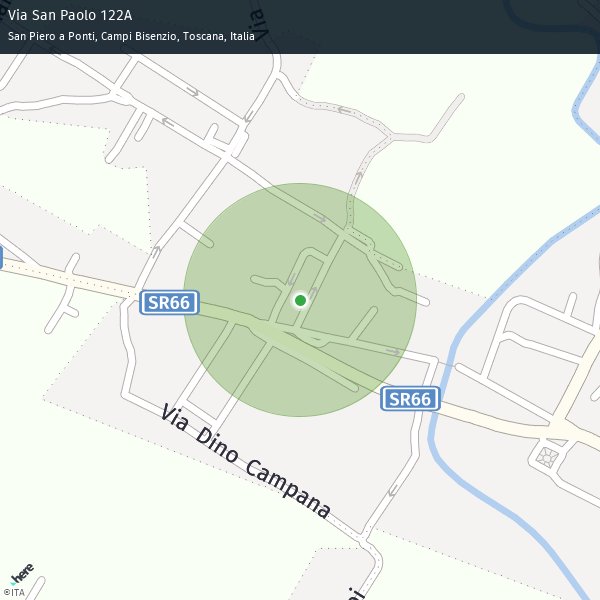 Via San Paolo 122A
San Piero a Ponti, Campi Bisenzio, Toscana, Italia
Via
SR66
SR66
Via Dino Campana
here
©ITA